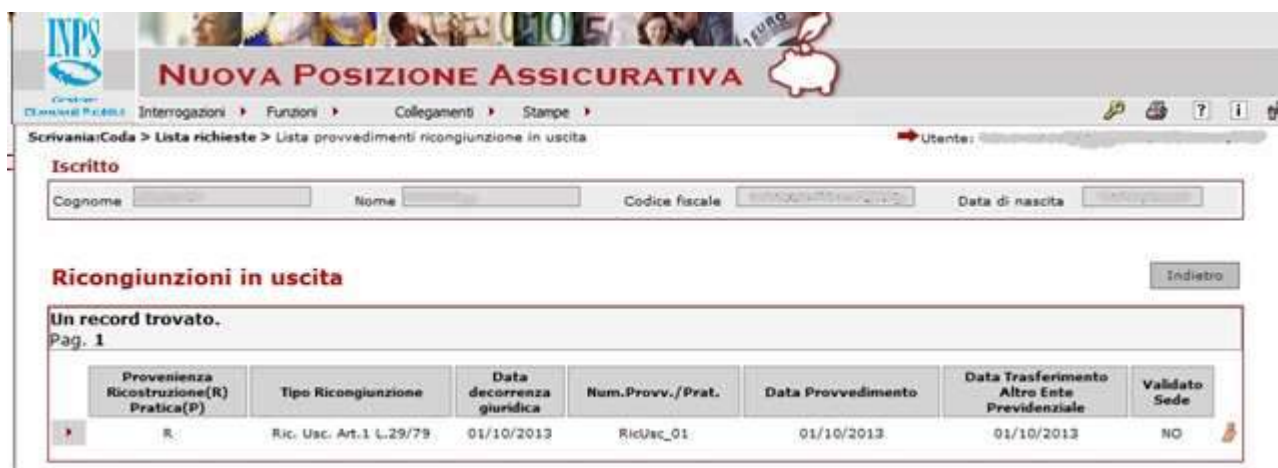 INPS
NUOVA POSIZIONE ASSICURATIVA
Interrogazioni Funzioni Collegamenti Stampe ? i
Scrivania:Coda > Lista richieste > Lista provvedimenti ricongiunzione in uscita Utente:
Iscritto
Cognome Nome Codice fiscale Data di nascita
Ricongiunzioni in uscita Indietro
Un record trovato.
Pag. 1
Provenienza Ricostruzione(R) Pratica(P) Tipo Ricongiunzione Data decorrenza giuridica Num.Provv./Prat. Data Provvedimento Data Trasferimento Altro Ente Previdenziale Validato Sede
R Ric. Usc. Art.1 L.29/79 01/10/2013 RicUsc_01 01/10/2013 01/10/2013 NO